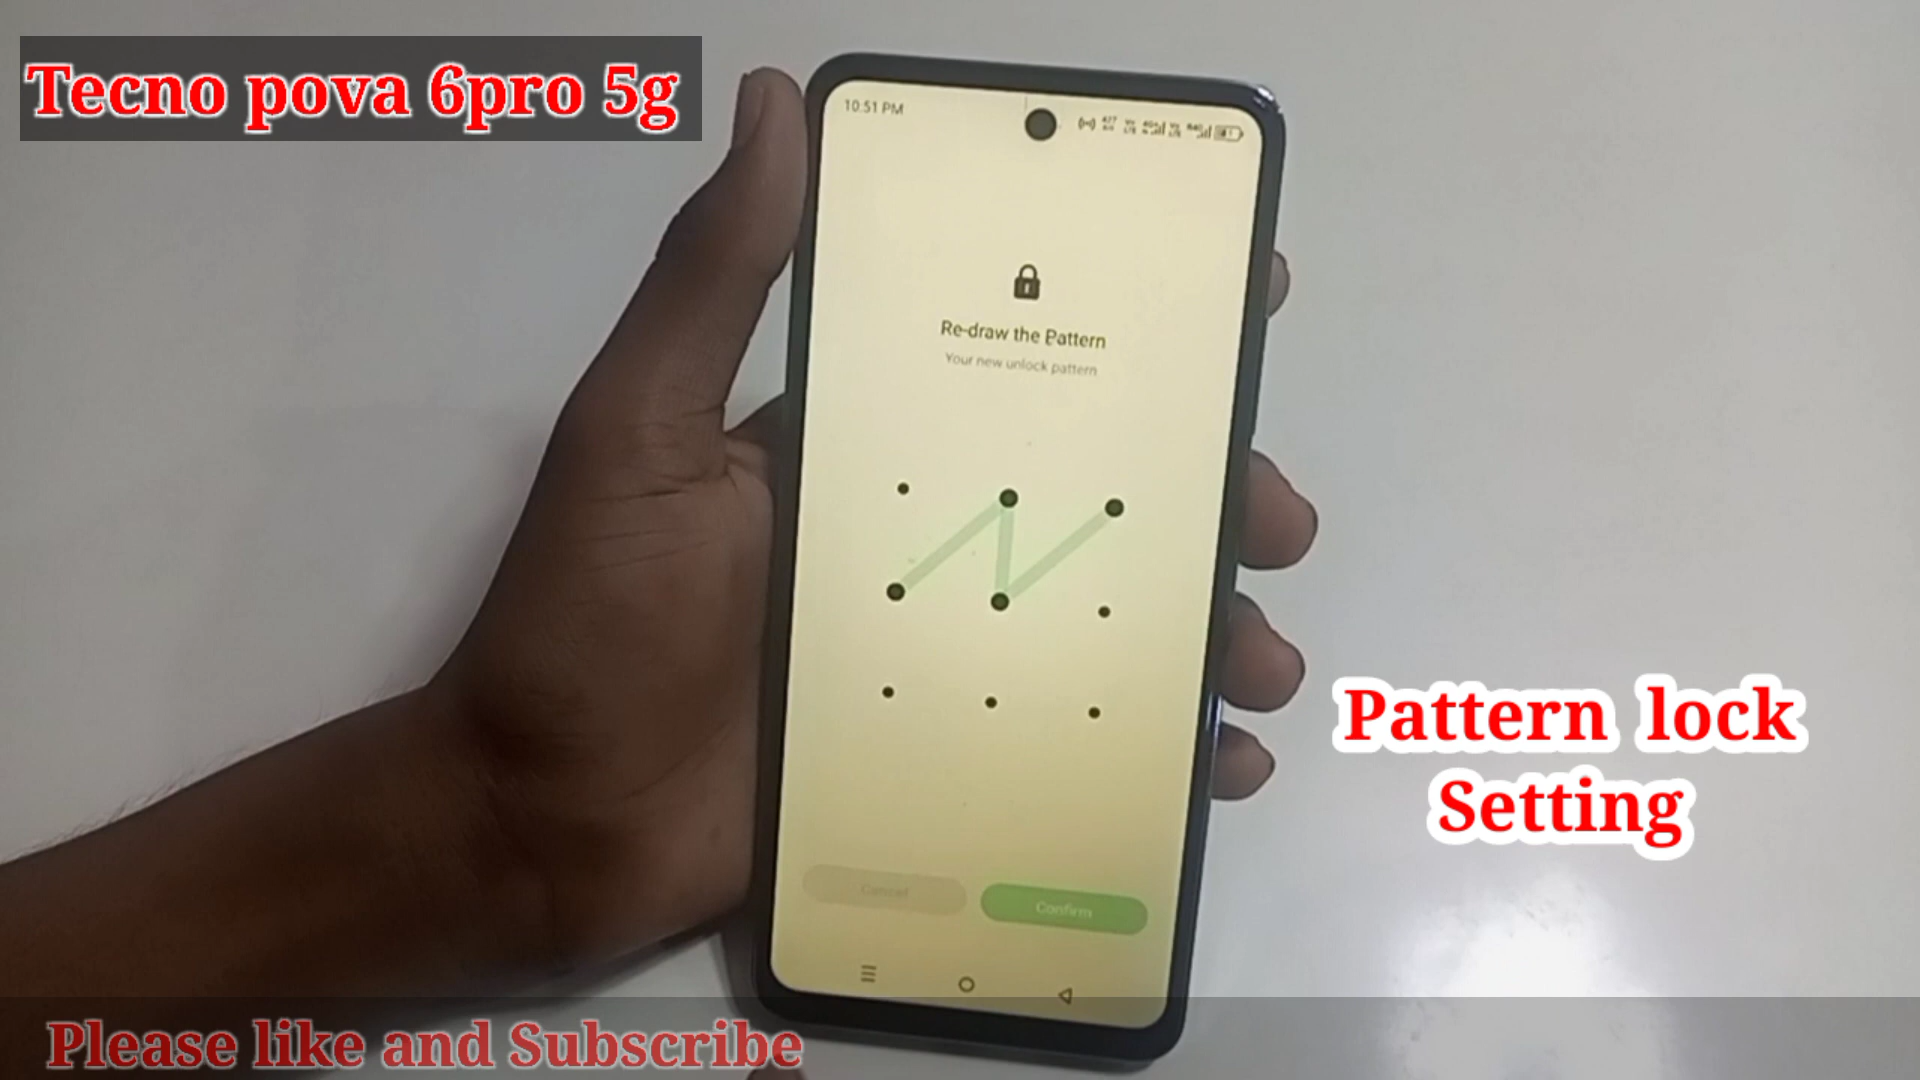 Tecno pova 6pro 5g
10:51 PM
Re-draw the Pattern
Your new unlock pattern
Pattern lock
Setting
Cancel
Confirm
Please like and Subscribe